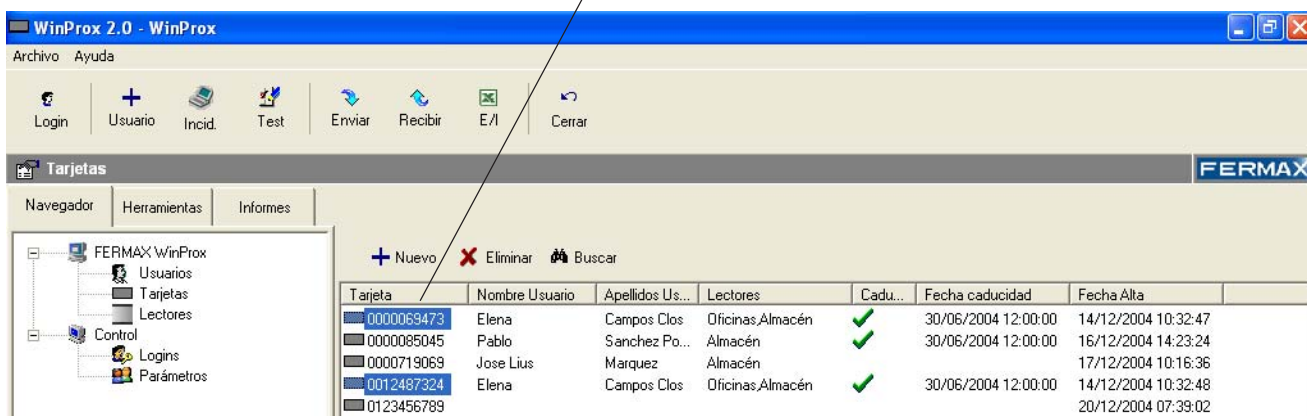 WinProx 2.0 - WinProx
Archivo Ayuda
Login Usuario Incid. Test Enviar Recibir E/I Cerrar
Tarjetas FERMAX
Navegador Herramientas Informes
FERMAX WinProx
Usuarios
Tarjetas
Lectores
Control
Logins
Parámetros
Nuevo Eliminar Buscar
Tarjeta Nombre Usuario Apellidos Us... Lectores Cadu... Fecha caducidad Fecha Alta
0000069473 Elena Campos Clos Oficinas,Almacén 30/06/2004 12:00:00 14/12/2004 10:32:47
0000085045 Pablo Sanchez Po... Almacén 30/06/2004 12:00:00 16/12/2004 14:23:24
0000719069 Jose Lius Marquez Almacén 17/12/2004 10:16:36
0012487324 Elena Campos Clos Oficinas,Almacén 30/06/2004 12:00:00 14/12/2004 10:32:48
0123456789 20/12/2004 07:39:02